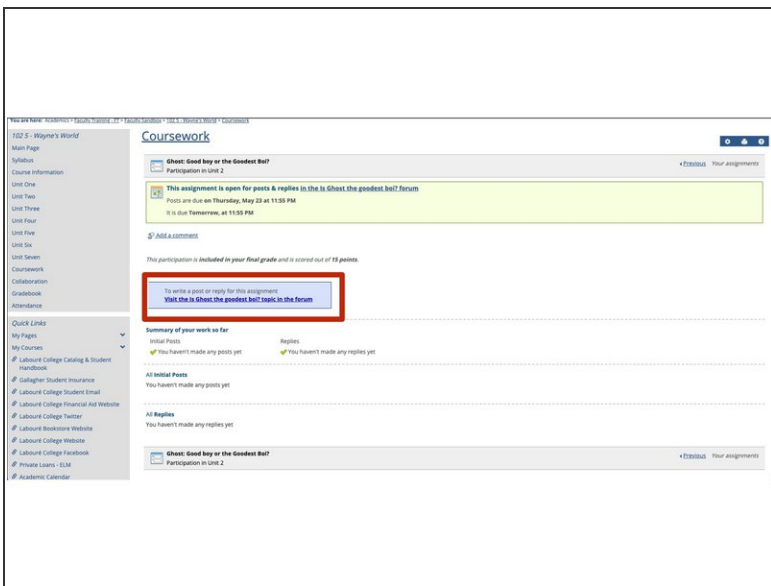 You are here: Academics > Faculty Training - FT > Faculty Sandbox > 102 5 - Wayne's World > Coursework
102 5 - Wayne's World
Main Page
Syllabus
Course Information
Unit One
Unit Two
Unit Three
Unit Four
Unit Five
Unit Six
Unit Seven
Coursework
Collaboration
Gradebook
Attendance
Quick Links
My Pages
My Courses
Labouré College Catalog & Student
Handbook
Gallagher Student Insurance
Labouré College Student Email
Labouré College Financial Aid Website
Labouré College Twitter
Labouré Bookstore Website
Labouré College Website
Labouré College Facebook
Private Loans - ELM
Academic Calendar
Coursework
Ghost: Good boy or the Goodest Boi?
Participation in Unit 2
Previous Your assignments
This assignment is open for posts & replies in the Is Ghost the goodest boi? forum
Posts are due on Thursday, May 23 at 11:55 PM
It is due Tomorrow, at 11:55 PM
Add a comment
This participation is included in your final grade and is scored out of 15 points.
To write a post or reply for this assignment
Visit the Is Ghost the goodest boi? topic in the forum
Summary of your work so far
Initial Posts Replies
You haven't made any posts yet You haven't made any replies yet
All Initial Posts
You haven't made any posts yet
All Replies
You haven't made any replies yet
Ghost: Good boy or the Goodest Boi?
Participation in Unit 2
Previous Your assignments